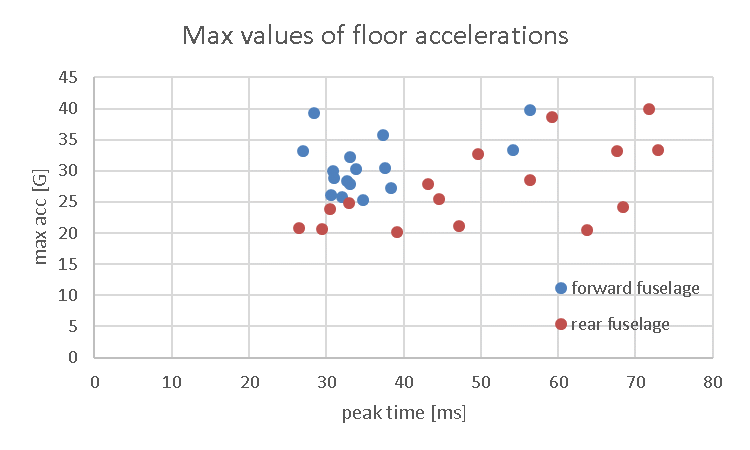 Max values of floor accelerations
45
40
35
30
25
20
15
10
5
0
max acc [G]
forward fuselage
rear fuselage
0 10 20 30 40 50 60 70 80
peak time [ms]